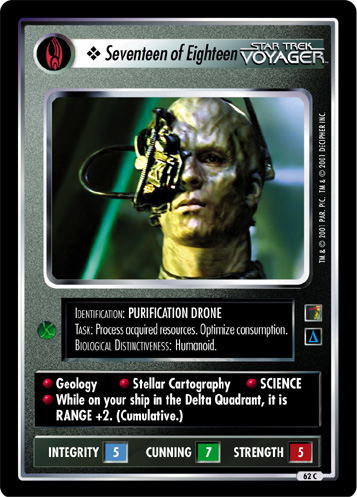 ❖ Seventeen of Eighteen
STAR TREK
VOYAGER™
TM & © 2001 PAR. PIC. TM & © 2001 DECIPHER INC.
IDENTIFICATION: PURIFICATION DRONE
TASK: Process acquired resources. Optimize consumption.
BIOLOGICAL DISTINCTIVENESS: Humanoid.
• Geology • Stellar Cartography • SCIENCE
• While on your ship in the Delta Quadrant, it is
RANGE +2. (Cumulative.)
INTEGRITY 5 CUNNING 7 STRENGTH 5
62 C